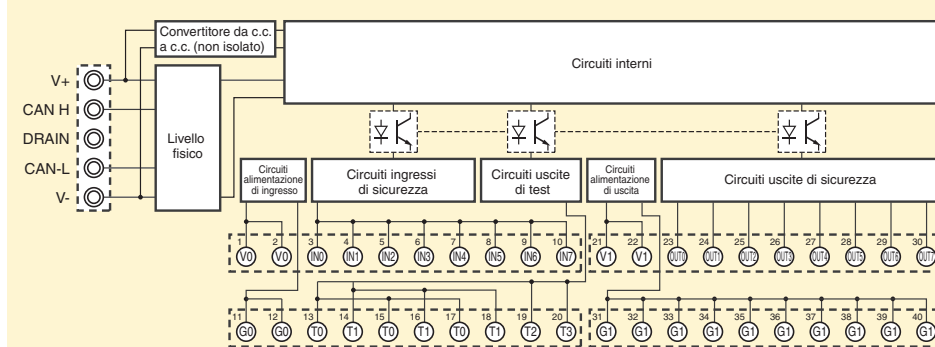 Convertitore da c.c.
a c.c. (non isolato)
Circuiti interni
V+
CAN H
DRAIN
CAN-L
V-
Livello
fisico
Circuiti
alimentazione
di ingresso
Circuiti ingressi
di sicurezza
Circuiti uscite
di test
Circuiti
alimentazione
di uscita
Circuiti uscite di sicurezza
1 2 3 4 5 6 7 8 9 10
V0 V0 IN0 IN1 IN2 IN3 IN4 IN5 IN6 IN7
21 22 23 24 25 26 27 28 29 30
V1 V1 OUT0 OUT1 OUT2 OUT3 OUT4 OUT5 OUT6 OUT7
11 12 13 14 15 16 17 18 19 20
G0 G0 T0 T1 T0 T1 T0 T1 T2 T3
31 32 33 34 35 36 37 38 39 40
G1 G1 G1 G1 G1 G1 G1 G1 G1 G1